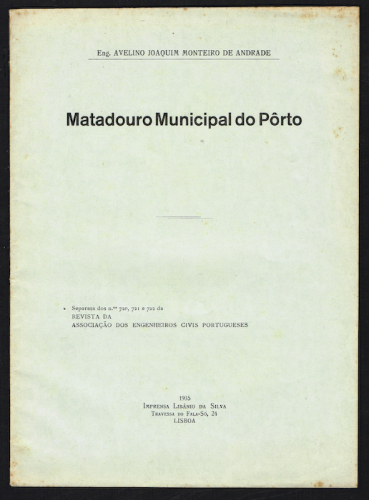 Eng. AVELINO JOAQUIM MONTEIRO DE ANDRADE
Matadouro Municipal do Pôrto
Separata dos n.os 720, 721 e 722 da
REVISTA DA
ASSOCIAÇÃO DOS ENGENHEIROS CIVIS PORTUGUESES
1935
IMPRENSA LIBÂNIO DA SILVA
TRAVESSA DO FALA-SÓ, 24
LISBOA